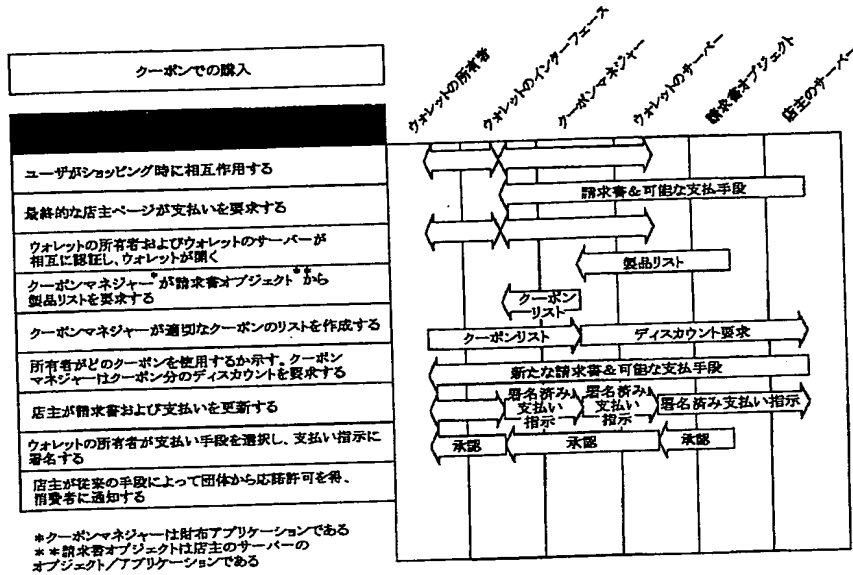 クーポンでの購入
ウォレットの所有者
ウォレットのインターフェース
クーポンマネジャー
ウォレットのサーバー
請求書オブジェクト
店主のサーバー
ユーザがショッピング時に相互作用する
請求書&可能な支払手段
最終的な店主ページが支払いを要求する
ウォレットの所有者およびウォレットのサーバーが
相互に認証し、ウォレットが開く
製品リスト
クーポンマネジャー*が請求書オブジェクト**から
製品リストを要求する
クーポン
リスト
クーポンマネジャーが適切なクーポンのリストを作成する
クーポンリスト
ディスカウント要求
所有者がどのクーポンを使用するか示す。クーポン
マネジャーはクーポン分のディスカウントを要求する
新たな請求書&可能な支払手段
店主が請求書および支払いを更新する
署名済み
支払い
指示
署名済み
支払い
指示
署名済み支払い指示
ウォレットの所有者が支払い手段を選択し、支払い指示に
署名する
承認
承認
承認
店主が従来の手段によって団体から応諾許可を得、
消費者に通知する
*クーポンマネジャーは財布アプリケーションである
**請求書オブジェクトは店主のサーバーの
オブジェクト/アプリケーションである